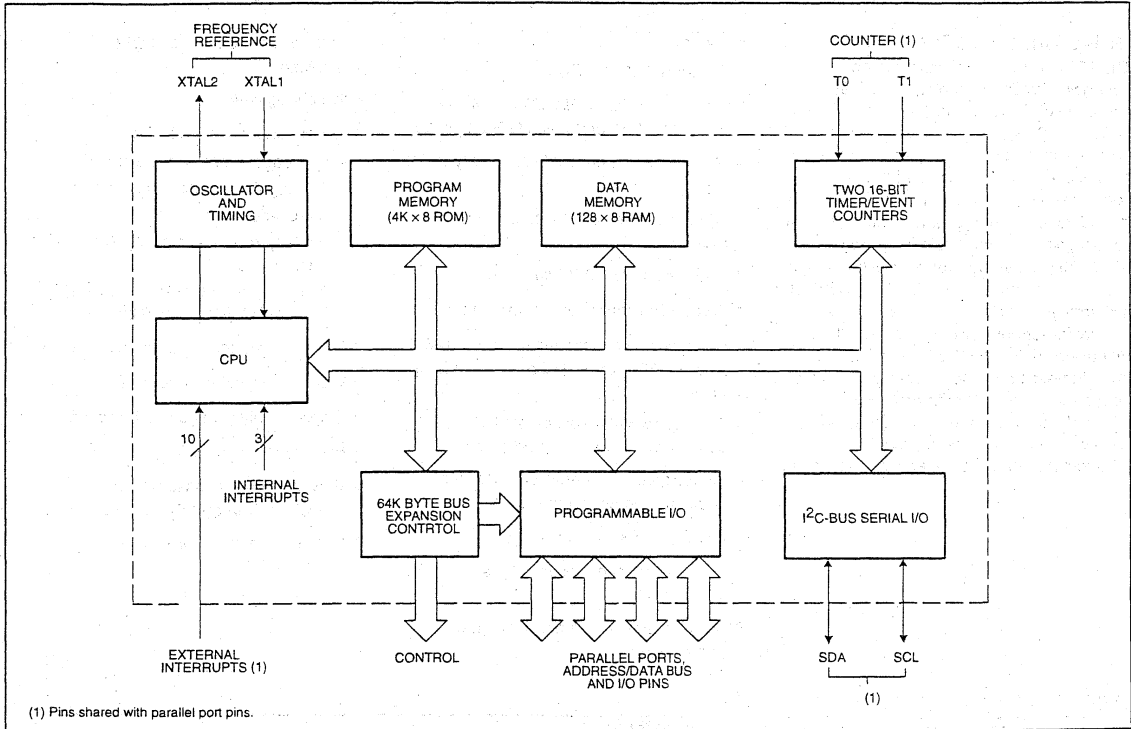 FREQUENCY
REFERENCE
XTAL2
XTAL1
COUNTER (1)
T0
T1
OSCILLATOR
AND
TIMING
PROGRAM
MEMORY
(4K × 8 ROM)
DATA
MEMORY
(128 × 8 RAM)
TWO 16-BIT
TIMER/EVENT
COUNTERS
CPU
10
3
INTERNAL
INTERRUPTS
64K BYTE BUS
EXPANSION
CONTRTOL
PROGRAMMABLE I/O
I²C-BUS SERIAL I/O
EXTERNAL
INTERRUPTS (1)
CONTROL
PARALLEL PORTS,
ADDRESS/DATA BUS
AND I/O PINS
SDA
SCL
(1)
(1) Pins shared with parallel port pins.